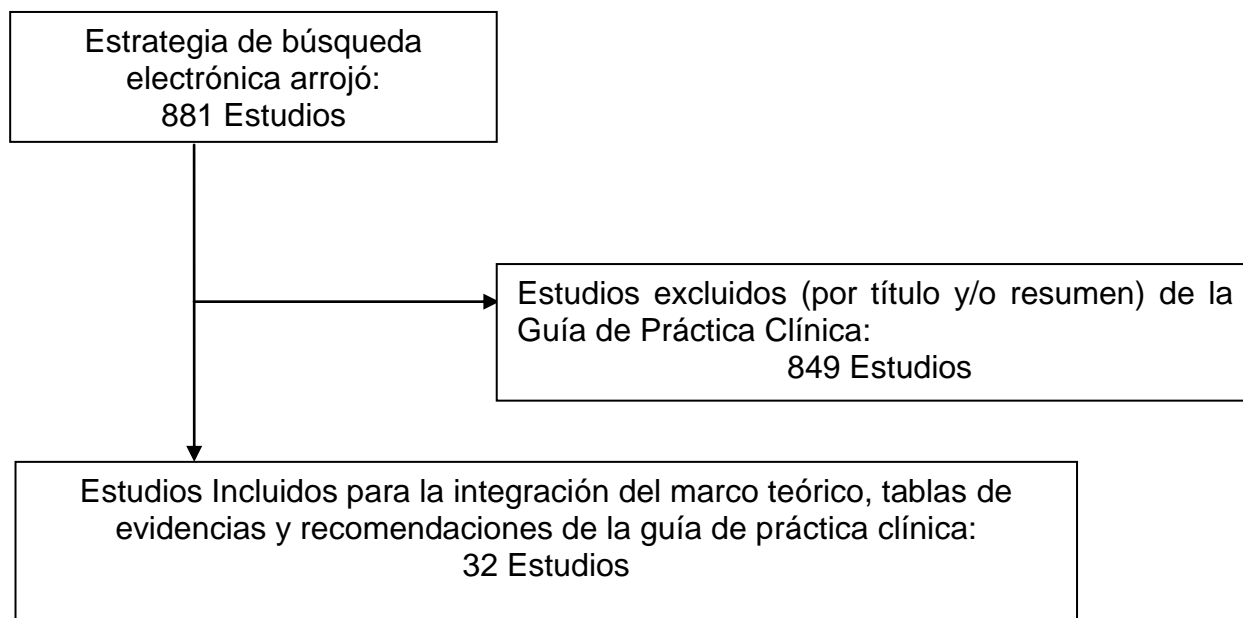 Estrategia de búsqueda
electrónica arrojó:
881 Estudios
Estudios excluidos (por título y/o resumen) de la
Guía de Práctica Clínica:
849 Estudios
Estudios Incluidos para la integración del marco teórico, tablas de
evidencias y recomendaciones de la guía de práctica clínica:
32 Estudios